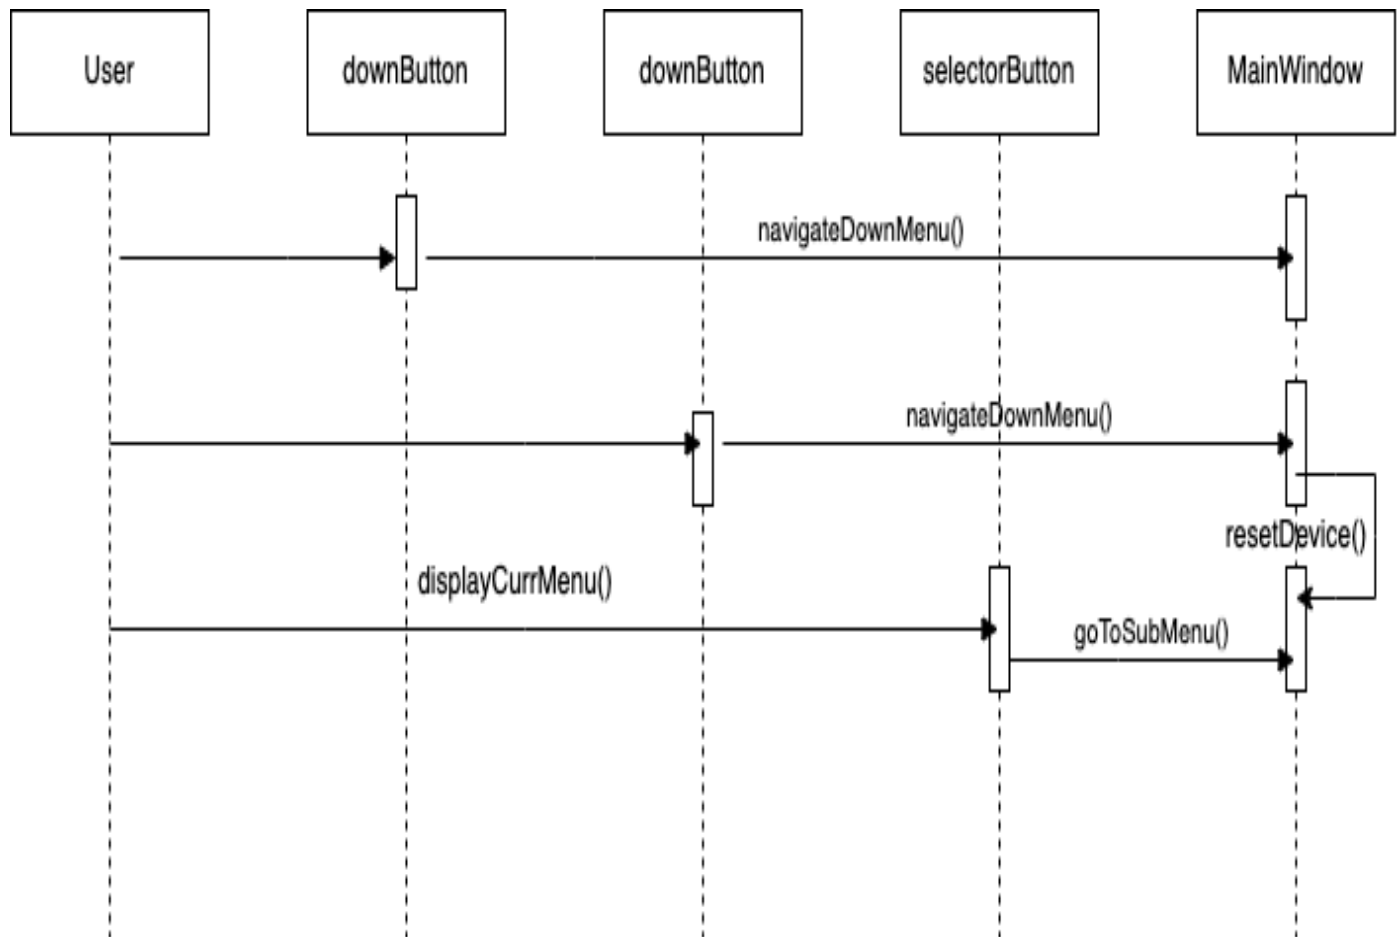 User
downButton
downButton
selectorButton
MainWindow
navigateDownMenu()
navigateDownMenu()
resetDevice()
displayCurrMenu()
goToSubMenu()